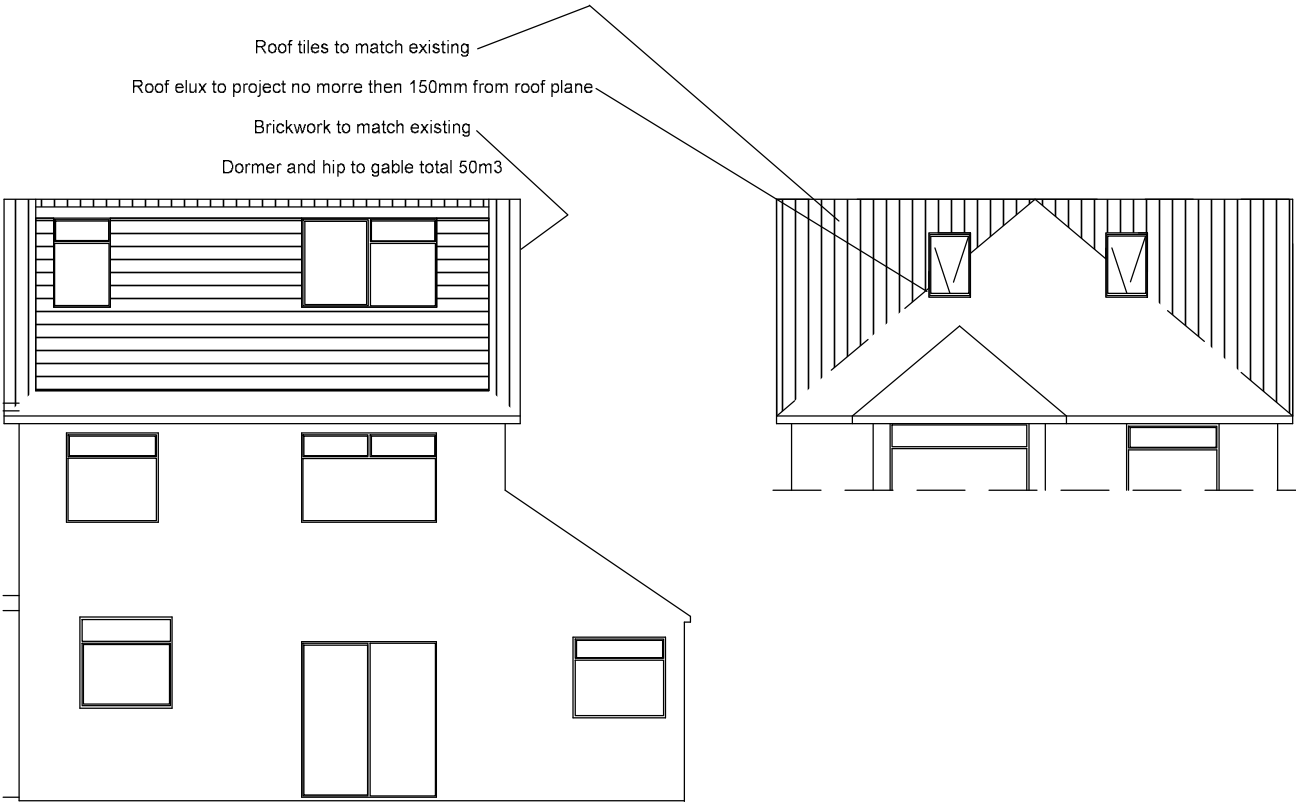 Roof tiles to match existing
Roof elux to project no morre then 150mm from roof plane
Brickwork to match existing
Dormer and hip to gable total 50m3